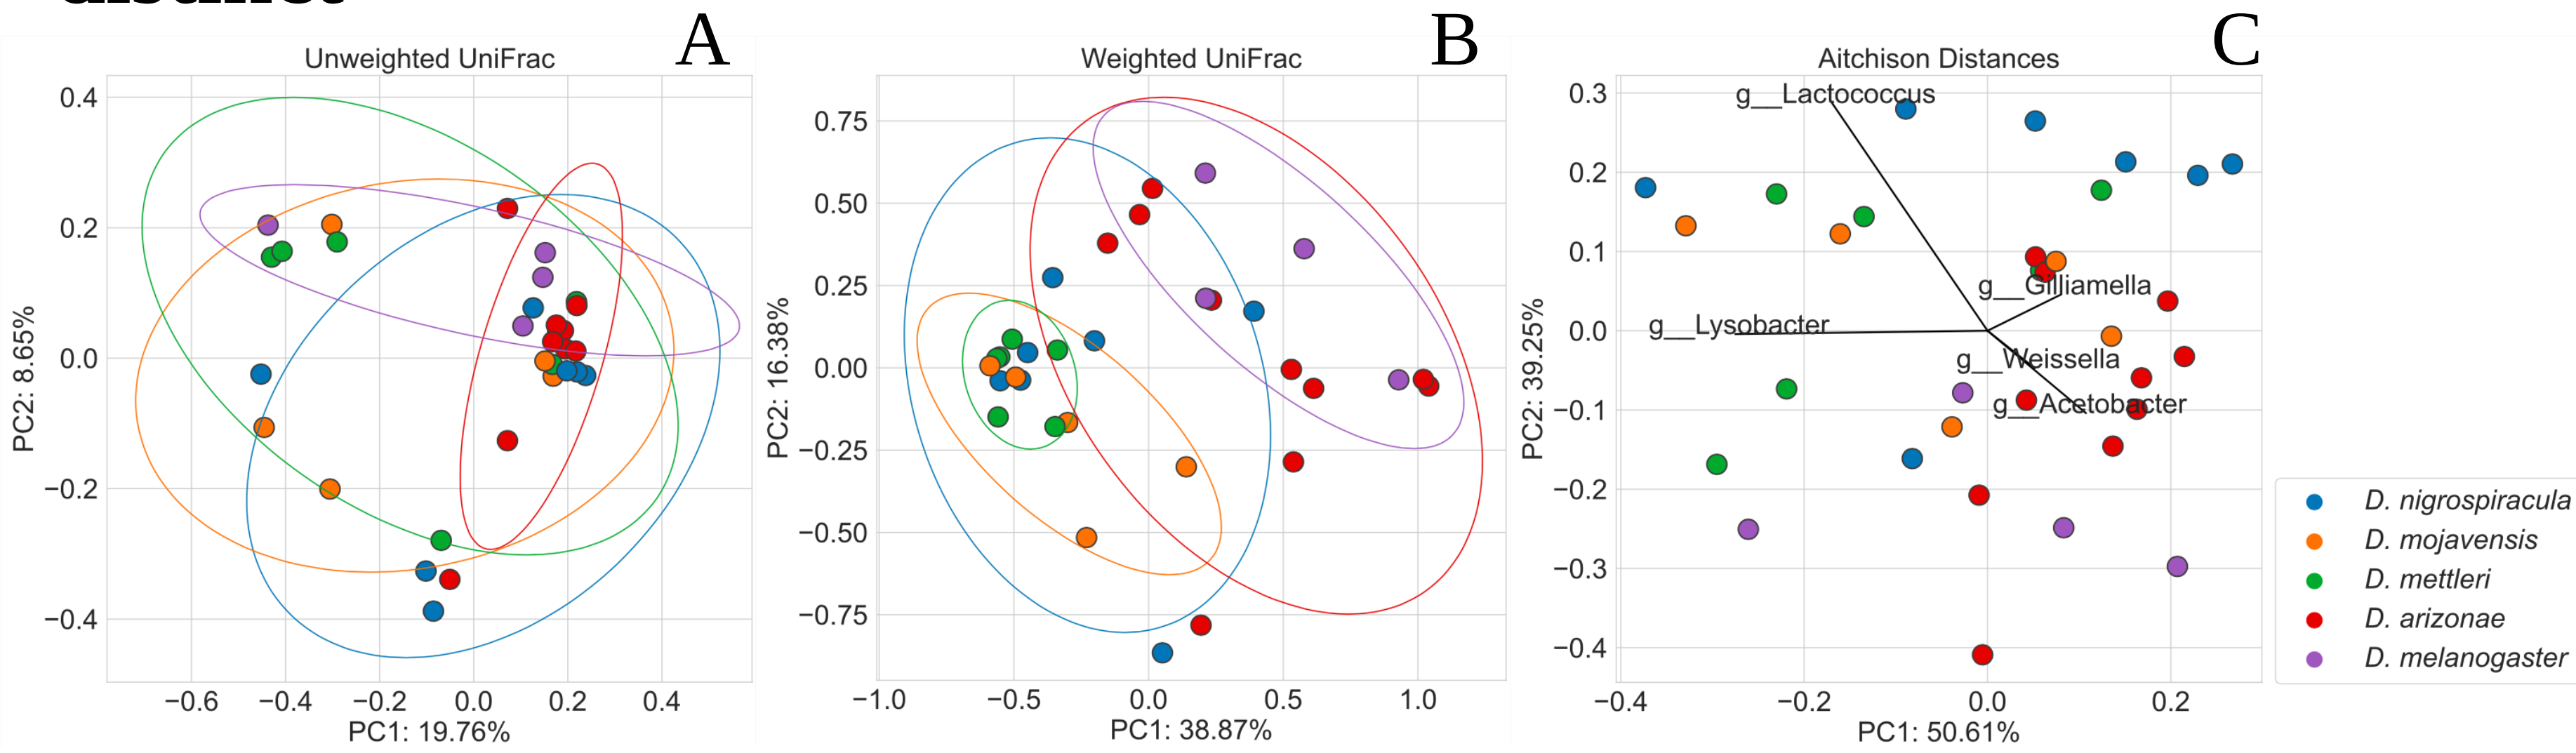 A
B
C
Unweighted UniFrac
Weighted UniFrac
Aitchison Distances
0.4
0.2
0.0
−0.2
−0.4
PC2: 8.65%
−0.6
−0.4
−0.2
0.0
0.2
0.4
PC1: 19.76%
0.75
0.50
0.25
0.00
−0.25
−0.50
−0.75
PC2: 16.38%
−1.0
−0.5
0.0
0.5
1.0
PC1: 38.87%
0.3
0.2
0.1
0.0
−0.1
−0.2
−0.3
−0.4
PC2: 39.25%
g__Lactococcus
g__Gilliamella
g__Lysobacter
g__Weissella
g__Acetobacter
−0.4
−0.2
0.0
0.2
PC1: 50.61%
D. nigrospiracula
D. mojavensis
D. mettleri
D. arizonae
D. melanogaster